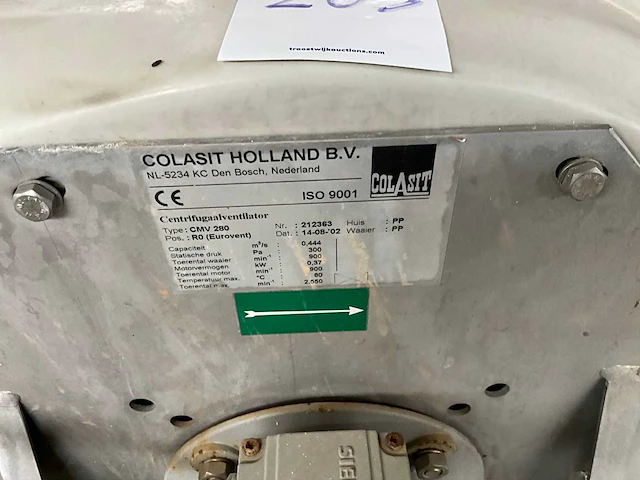 troostwijkauctions.com
COLASIT HOLLAND B.V.
NL-5234 KC Den Bosch, Nederland
CE ISO 9001
COLASIT
Centrifugaalventilator
Type : CMV 280 Nr. : 212363 Huis : PP
Pos. : R0 (Eurovent) Dat. : 14-08-'02 Waaier : PP
Capaciteit m³/s : 0,444
Statische druk Pa : 300
Toerental waaier min⁻¹ : 900
Motorvermogen kW : 0,37
Toerental motor min⁻¹ : 900
Temperatuur max. °C : 80
Toerental max. min⁻¹ : 2.550